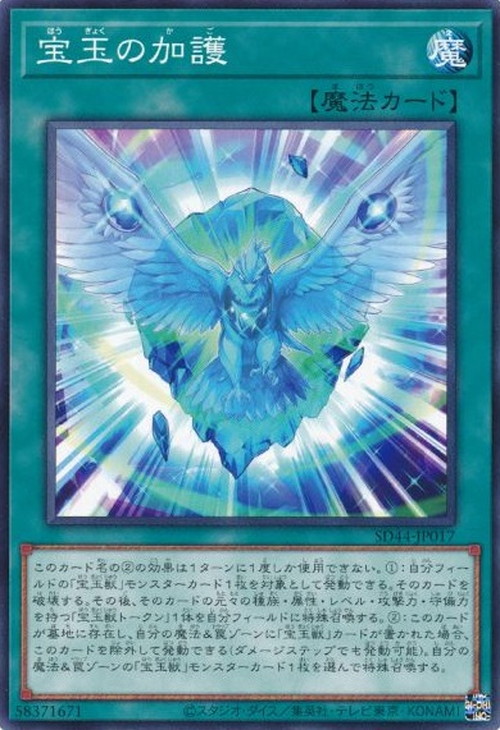 宝玉の加護
魔
【魔法カード】
SD44-JP017
このカード名の②の効果は1ターンに1度しか使用できない。①：自分フィー
ルドの「宝玉獣」モンスターカード1枚を対象として発動できる。そのカードを
破壊する。その後、そのカードの元々の種族・属性・レベル・攻撃力・守備力
を持つ「宝玉獣トークン」1体を自分フィールドに特殊召喚する。②：このカード
が墓地に存在し、自分の魔法＆罠ゾーンに「宝玉獣」カードが置かれた場合、
このカードを除外して発動できる(ダメージステップでも発動可能)。自分の
魔法＆罠ゾーンの「宝玉獣」モンスターカード1枚を選んで特殊召喚する。
58371671
©スタジオ・ダイス／集英社・テレビ東京・KONAMI